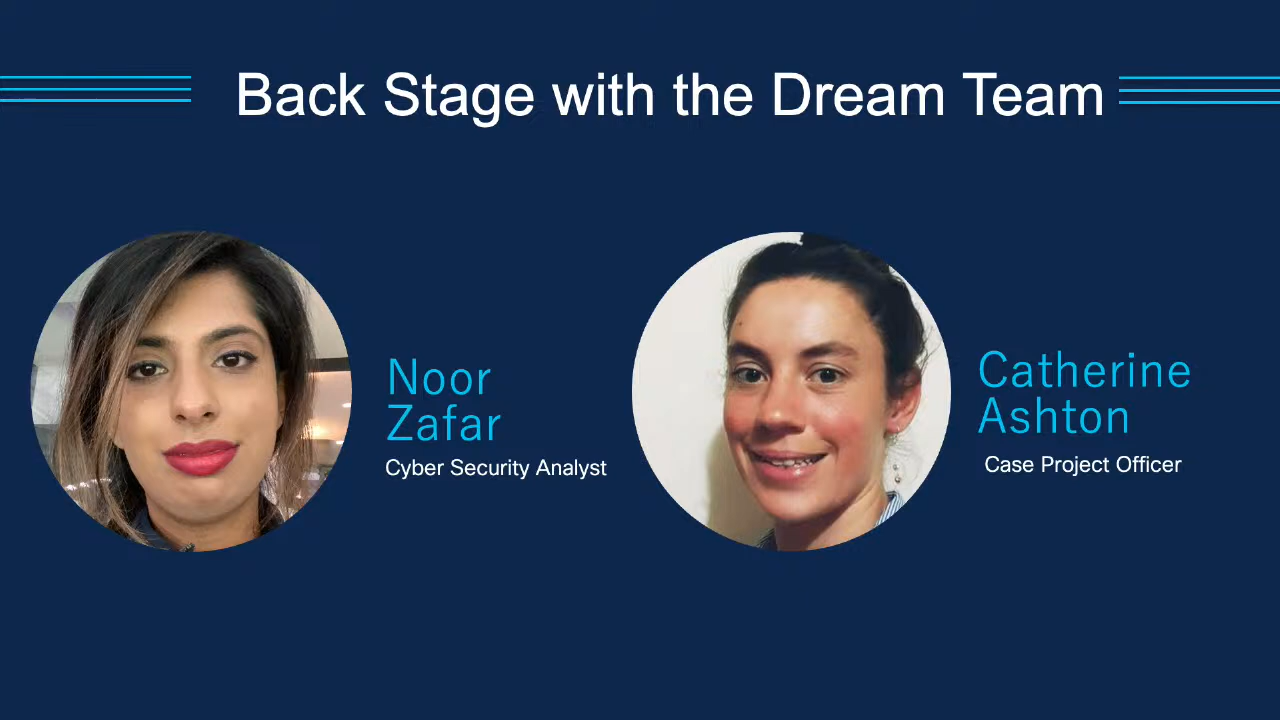 Back Stage with the Dream Team
Noor
Zafar
Cyber Security Analyst
Catherine
Ashton
Case Project Officer